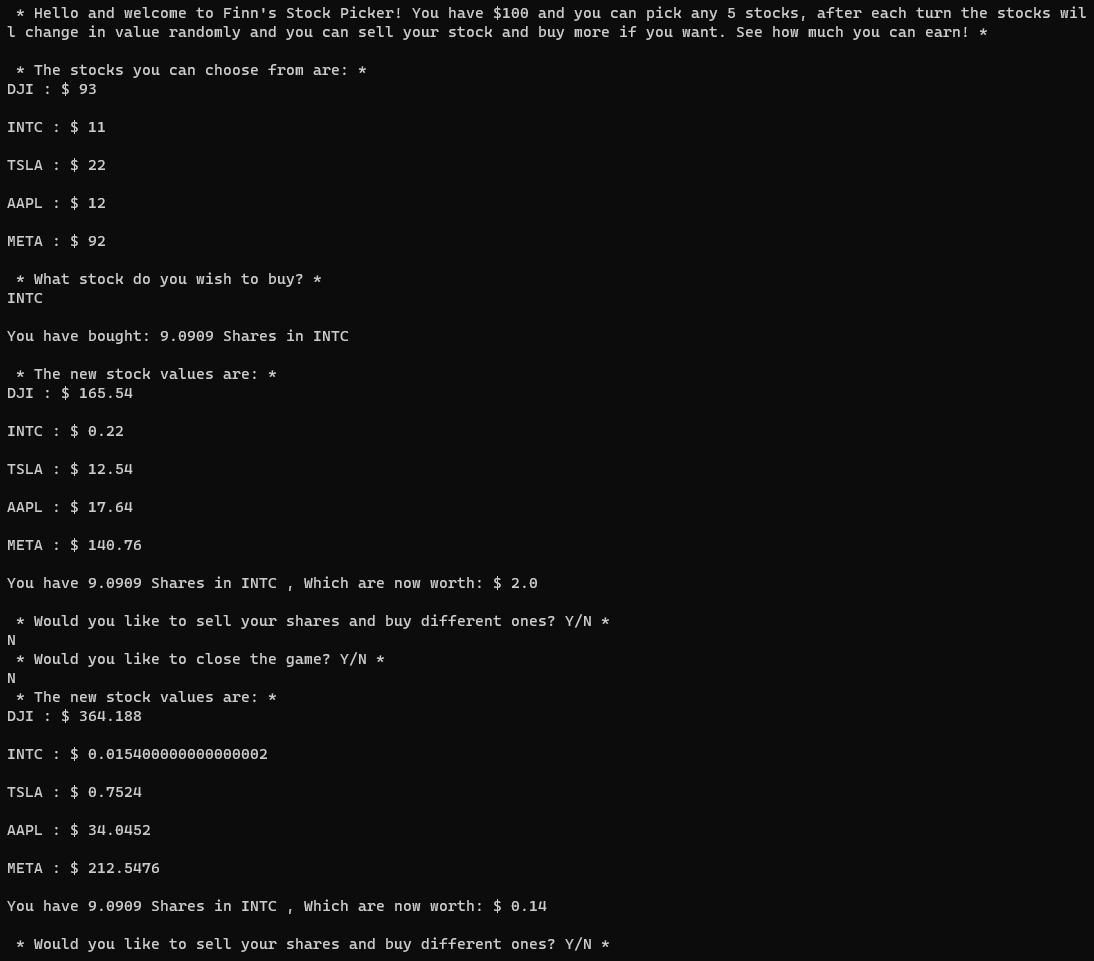 * Hello and welcome to Finn's Stock Picker! You have $100 and you can pick any 5 stocks, after each turn the stocks wil
l change in value randomly and you can sell your stock and buy more if you want. See how much you can earn! *
* The stocks you can choose from are: *
DJI : $ 93
INTC : $ 11
TSLA : $ 22
AAPL : $ 12
META : $ 92
* What stock do you wish to buy? *
INTC
You have bought: 9.0909 Shares in INTC
* The new stock values are: *
DJI : $ 165.54
INTC : $ 0.22
TSLA : $ 12.54
AAPL : $ 17.64
META : $ 140.76
You have 9.0909 Shares in INTC , Which are now worth: $ 2.0
* Would you like to sell your shares and buy different ones? Y/N *
N
* Would you like to close the game? Y/N *
N
* The new stock values are: *
DJI : $ 364.188
INTC : $ 0.015400000000000002
TSLA : $ 0.7524
AAPL : $ 34.0452
META : $ 212.5476
You have 9.0909 Shares in INTC , Which are now worth: $ 0.14
* Would you like to sell your shares and buy different ones? Y/N *